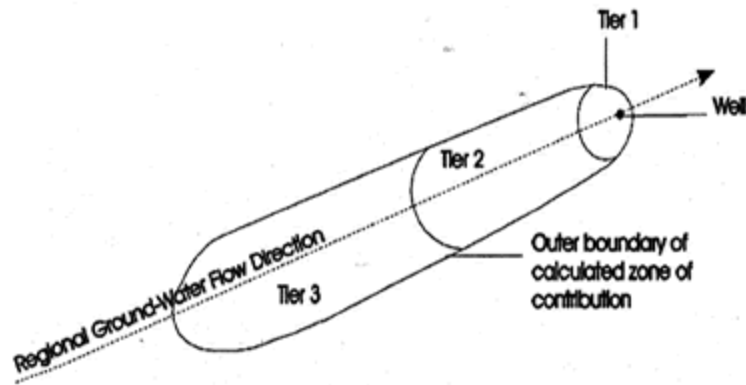 Tier 1
Well
Tier 2
Outer boundary of
calculated zone of
contribution
Tier 3
Regional Ground-Water Flow Direction